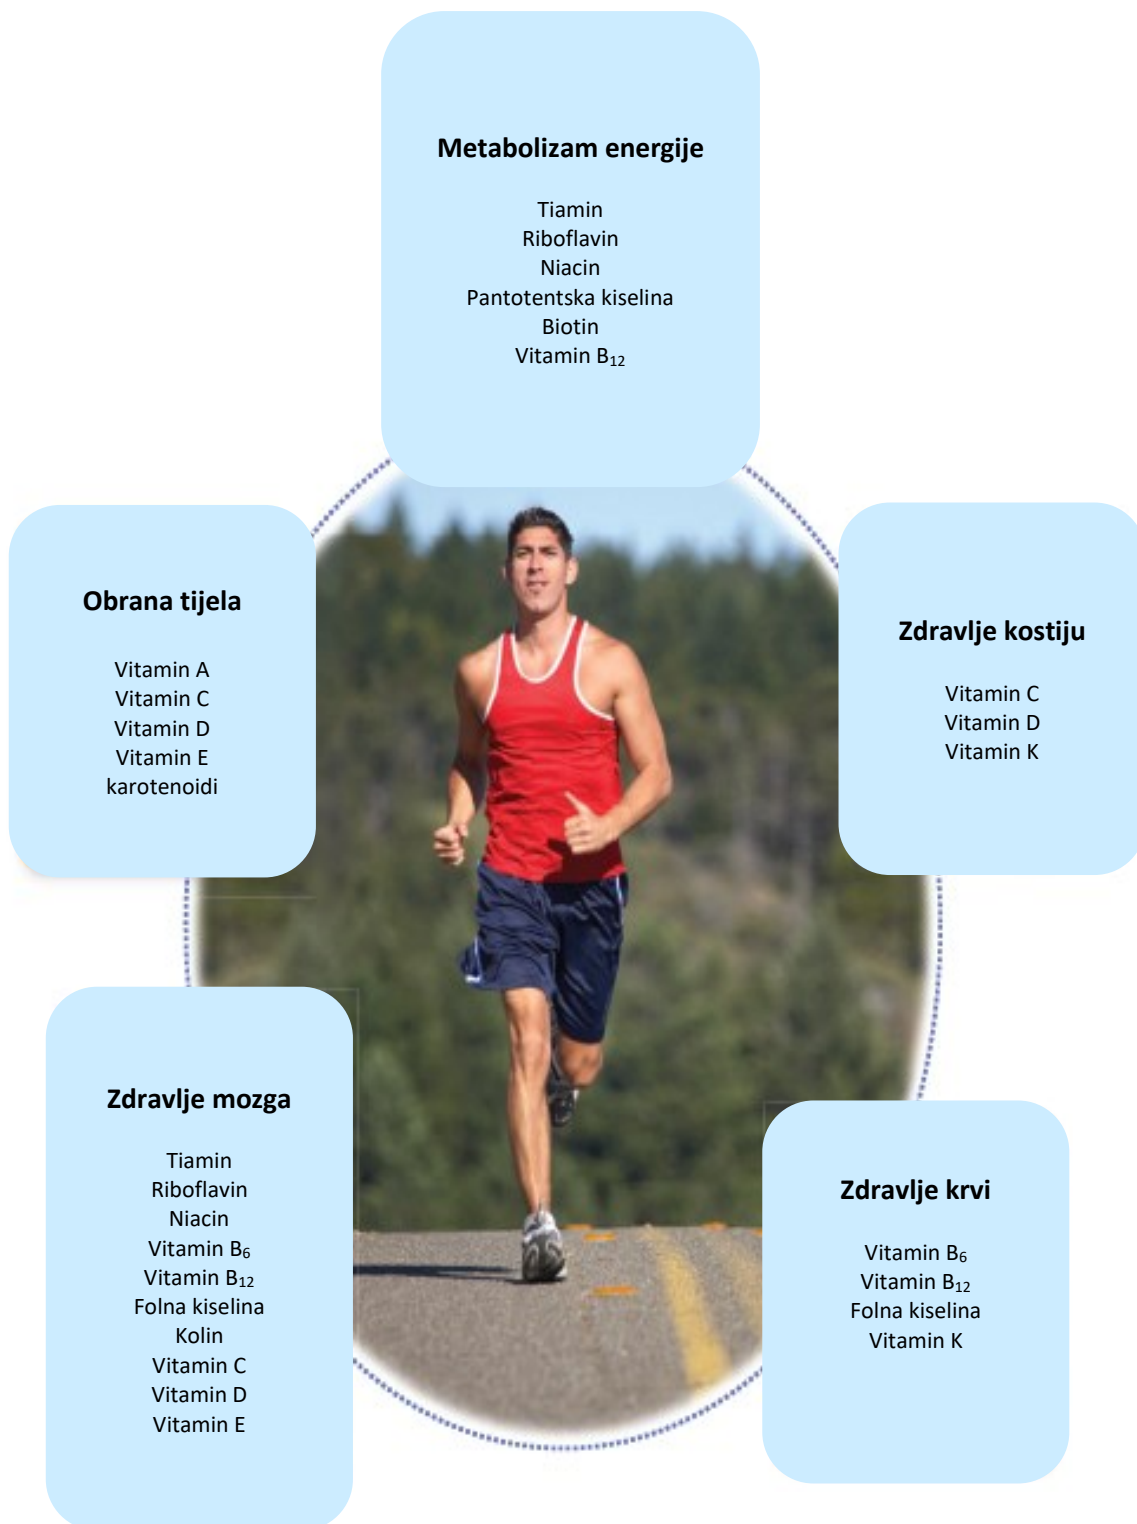 Metabolizam energije
Tiamin
Riboflavin
Niacin
Pantotentska kiselina
Biotin
Vitamin B₁₂
Obrana tijela
Vitamin A
Vitamin C
Vitamin D
Vitamin E
karotenoidi
Zdravlje kostiju
Vitamin C
Vitamin D
Vitamin K
Zdravlje mozga
Tiamin
Riboflavin
Niacin
Vitamin B₆
Vitamin B₁₂
Folna kiselina
Kolin
Vitamin C
Vitamin D
Vitamin E
Zdravlje krvi
Vitamin B₆
Vitamin B₁₂
Folna kiselina
Vitamin K